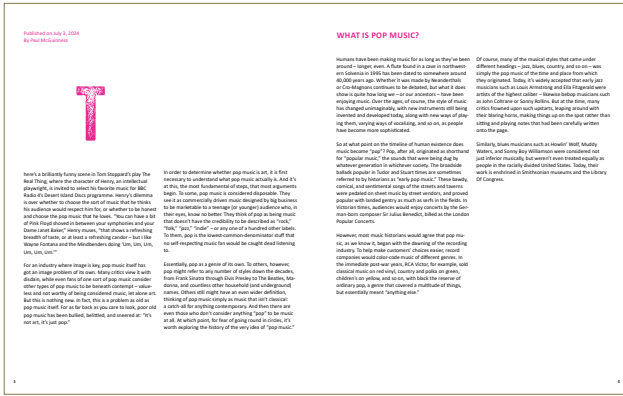 Published on July 3, 2024
By Paul McGuinness
T
here's a brilliantly funny scene in Tom Stoppard's play The
Real Thing, where the character of Henry, an intellectual
playwright, is invited to select his favorite music for BBC
Radio 4's Desert Island Discs programme. Henry's dilemma
is over whether to choose the sort of music that he thinks
his audience would respect him for, or whether to be honest
and choose the pop music that he loves. "You can have a bit
of Pink Floyd shoved in between your symphonies and your
Dame Janet Baker," Henry muses, "that shows a refreshing
breadth of taste, or at least a refreshing candor – but I like
Wayne Fontana and the Mindbenders doing 'Um, Um, Um,
Um, Um, Um.'"
For an industry where image is key, pop music itself has
got an image problem of its own. Many critics view it with
disdain, while even fans of one sort of pop music consider
other types of pop music to be beneath contempt – value-
less and not worthy of being considered music, let alone art.
But this is nothing new. In fact, this is a problem as old as
pop music itself. For as far back as you care to look, poor old
pop music has been bullied, belittled, and sneered at: "It's
not art, it's just pop."
In order to determine whether pop music is art, it is first
necessary to understand what pop music actually is. And it's
at this, the most fundamental of steps, that most arguments
begin. To some, pop music is considered disposable. They
see it as commercially driven music designed by big business
to be marketable to a teenage (or younger) audience who, in
their eyes, know no better. They think of pop as being music
that doesn't have the credibility to be described as "rock,"
"folk," "jazz," "indie" – or any one of a hundred other labels.
To them, pop is the lowest-common-denominator stuff that
no self-respecting music fan would be caught dead listening
to.
Essentially, pop as a genre of its own. To others, however,
pop might refer to any number of styles down the decades,
from Frank Sinatra through Elvis Presley to The Beatles, Ma-
donna, and countless other household (and underground)
names. Others still might have an even wider definition,
thinking of pop music simply as music that isn't classical:
a catch-all for anything contemporary. And then there are
even those who don't consider anything "pop" to be music
at all. At which point, for fear of going round in circles, it's
worth exploring the history of the very idea of "pop music."
8
WHAT IS POP MUSIC?
Humans have been making music for as long as they've been
around – longer, even. A flute found in a cave in northwest-
ern Solvenia in 1995 has been dated to somewhere around
40,000 years ago. Whether it was made by Neanderthals
or Cro-Magnons continues to be debated, but what it does
show is quite how long we – or our ancestors – have been
enjoying music. Over the ages, of course, the style of music
has changed unimaginably, with new instruments still being
invented and developed today, along with new ways of play-
ing them, varying ways of vocalizing, and so on, as people
have become more sophisticated.
So at what point on the timeline of human existence does
music become "pop"? Pop, after all, originated as shorthand
for "popular music," the sounds that were being dug by
whatever generation in whichever society. The broadside
ballads popular in Tudor and Stuart times are sometimes
referred to by historians as "early pop music." These bawdy,
comical, and sentimental songs of the streets and taverns
were peddled on sheet music by street vendors, and proved
popular with landed gentry as much as serfs in the fields. In
Victorian times, audiences would enjoy concerts by the Ger-
man-born composer Sir Julius Benedict, billed as the London
Popular Concerts.
However, most music historians would agree that pop mu-
sic, as we know it, began with the dawning of the recording
industry. To help make customers' choices easier, record
companies would color-code music of different genres. In
the immediate post-war years, RCA Victor, for example, sold
classical music on red vinyl, country and polka on green,
children's on yellow, and so on, with black the reserve of
ordinary pop, a genre that covered a multitude of things,
but essentially meant "anything else."
Of course, many of the musical styles that came under
different headings – jazz, blues, country, and so on – was
simply the pop music of the time and place from which
they originated. Today, it's widely accepted that early jazz
musicians such as Louis Armstrong and Ella Fitzgerald were
artists of the highest caliber – likewise bebop musicians such
as John Coltrane or Sonny Rollins. But at the time, many
critics frowned upon such upstarts, leaping around with
their blaring horns, making things up on the spot rather than
sitting and playing notes that had been carefully written
onto the page.
Similarly, blues musicians such as Howlin' Wolf, Muddy
Waters, and Sonny Boy Williamson were considered not
just inferior musically, but weren't even treated equally as
people in the racially divided United States. Today, their
work is enshrined in Smithsonian museums and the Library
Of Congress.